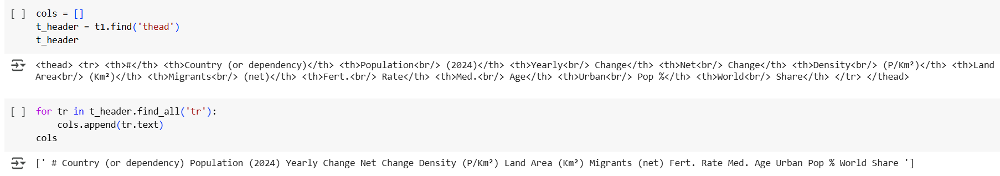 [ ] cols = []
t_header = t1.find('thead')
t_header
<thead> <tr> <th>#</th> <th>Country (or dependency)</th> <th>Population<br/> (2024)</th> <th>Yearly<br/> Change</th> <th>Net<br/> Change</th> <th>Density<br/> (P/Km²)</th> <th>Land
Area<br/> (Km²)</th> <th>Migrants<br/> (net)</th> <th>Fert.<br/> Rate</th> <th>Med.<br/> Age</th> <th>Urban<br/> Pop %</th> <th>World<br/> Share</th> </tr> </thead>
[ ] for tr in t_header.find_all('tr'):
cols.append(tr.text)
cols
[' # Country (or dependency) Population (2024) Yearly Change Net Change Density (P/Km²) Land Area (Km²) Migrants (net) Fert. Rate Med. Age Urban Pop % World Share ']